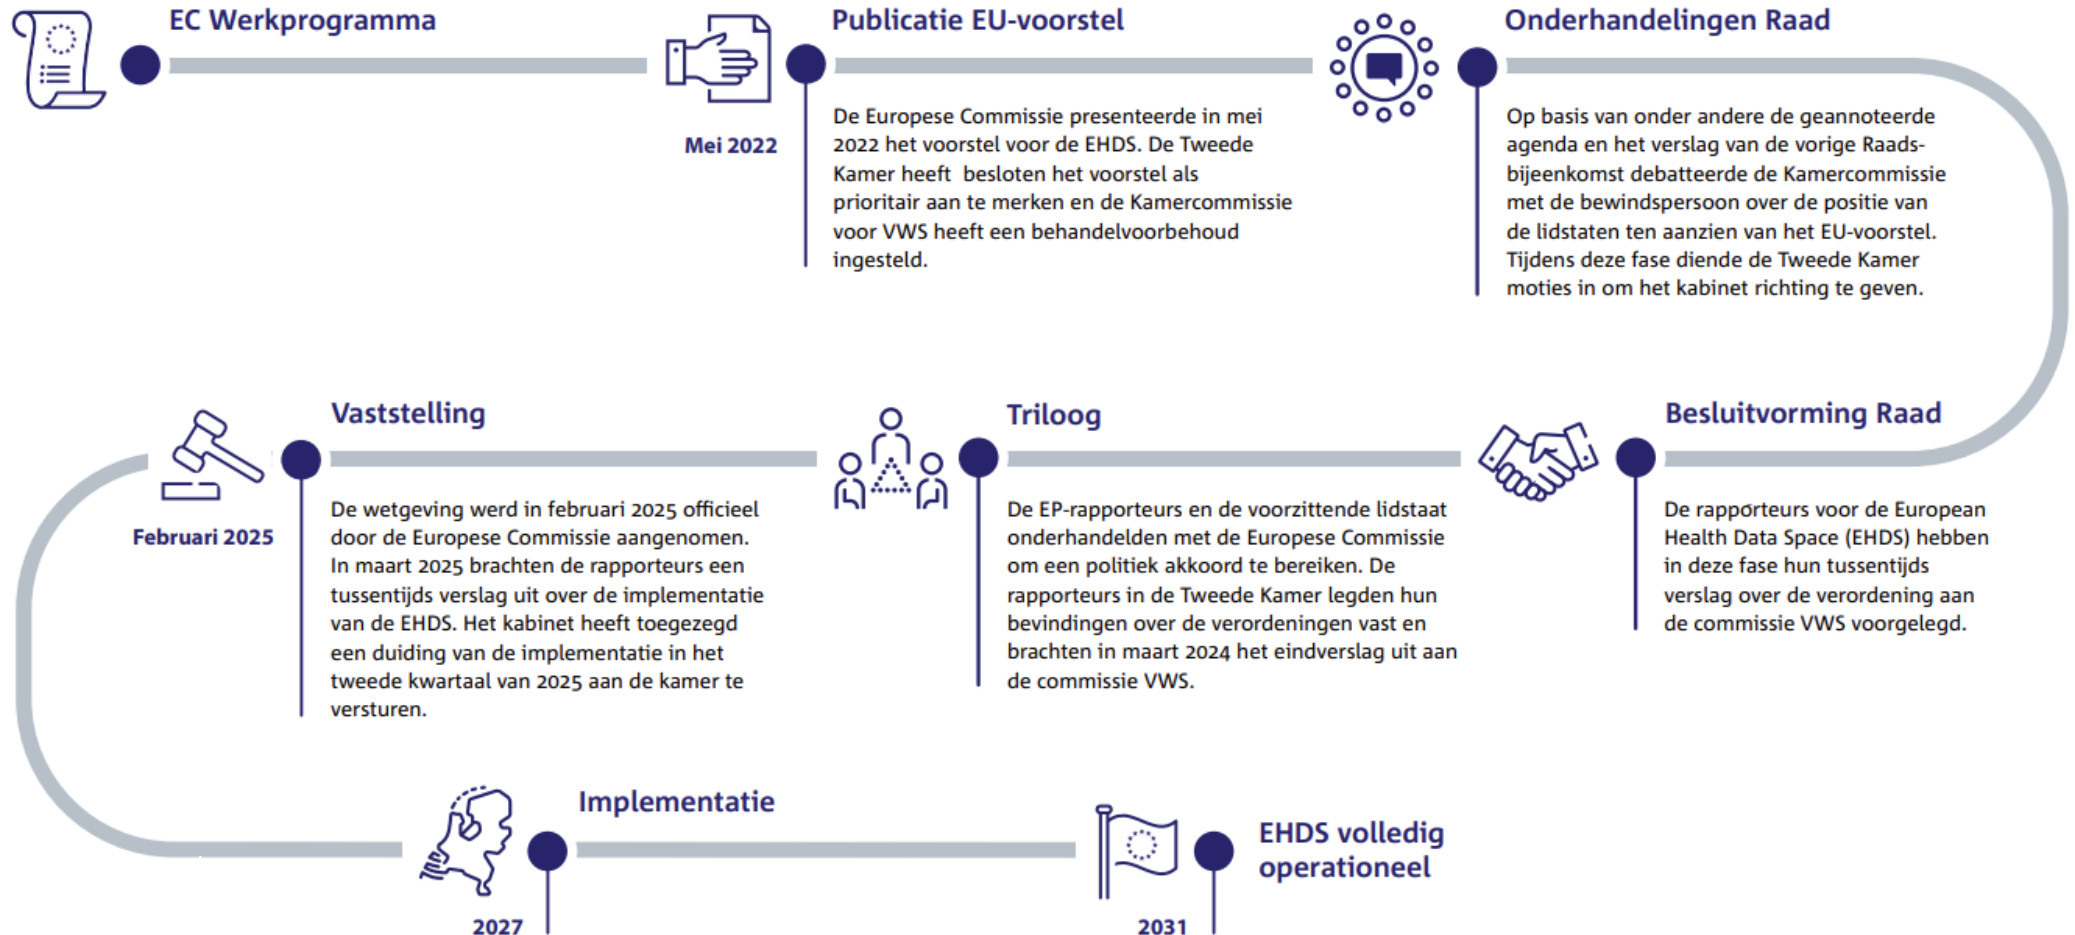 EC Werkprogramma
Publicatie EU-voorstel
Mei 2022
De Europese Commissie presenteerde in mei
2022 het voorstel voor de EHDS. De Tweede
Kamer heeft besloten het voorstel als
prioritair aan te merken en de Kamercommissie
voor VWS heeft een behandelvoorbehoud
ingesteld.
Onderhandelingen Raad
Op basis van onder andere de geannoteerde
agenda en het verslag van de vorige Raads-
bijeenkomst debatteerde de Kamercommissie
met de bewindspersoon over de positie van
de lidstaten ten aanzien van het EU-voorstel.
Tijdens deze fase diende de Tweede Kamer
moties in om het kabinet richting te geven.
Besluitvorming Raad
De rapporteurs voor de European
Health Data Space (EHDS) hebben
in deze fase hun tussentijds
verslag over de verordening aan
de commissie VWS voorgelegd.
Triloog
De EP-rapporteurs en de voorzittende lidstaat
onderhandelden met de Europese Commissie
om een politiek akkoord te bereiken. De
rapporteurs in de Tweede Kamer legden hun
bevindingen over de verordeningen vast en
brachten in maart 2024 het eindverslag uit aan
de commissie VWS.
Vaststelling
Februari 2025
De wetgeving werd in februari 2025 officieel
door de Europese Commissie aangenomen.
In maart 2025 brachten de rapporteurs een
tussentijds verslag uit over de implementatie
van de EHDS. Het kabinet heeft toegezegd
een duiding van de implementatie in het
tweede kwartaal van 2025 aan de kamer te
versturen.
Implementatie
2027
EHDS volledig
operationeel
2031